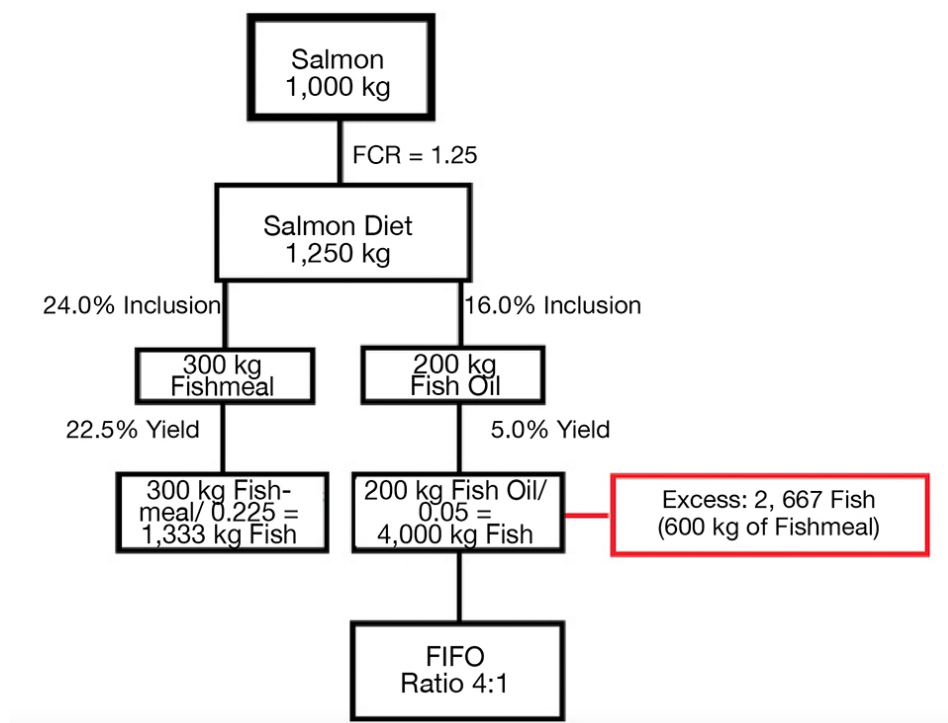 Salmon
1,000 kg
FCR = 1.25
Salmon Diet
1,250 kg
24.0% Inclusion
16.0% Inclusion
300 kg
Fishmeal
200 kg
Fish Oil
22.5% Yield
5.0% Yield
300 kg Fish-
meal/ 0.225 =
1,333 kg Fish
200 kg Fish Oil/
0.05 =
4,000 kg Fish
Excess: 2, 667 Fish
(600 kg of Fishmeal)
FIFO
Ratio 4:1